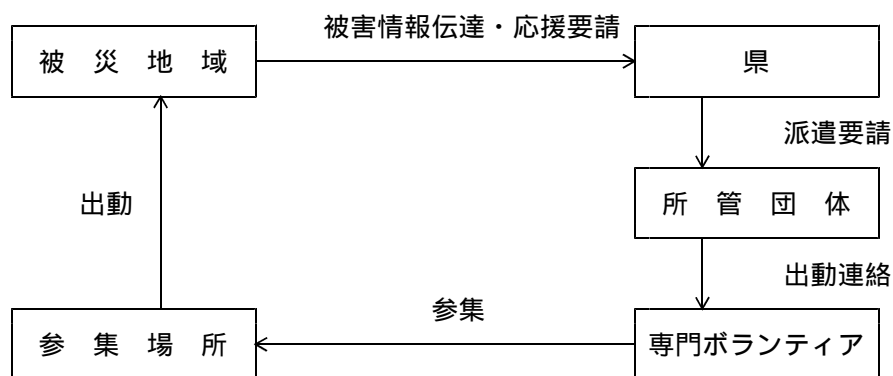 被害情報伝達・応援要請
被災地域
県
派遣要請
出動
所管団体
出動連絡
参集
参集場所
専門ボランティア